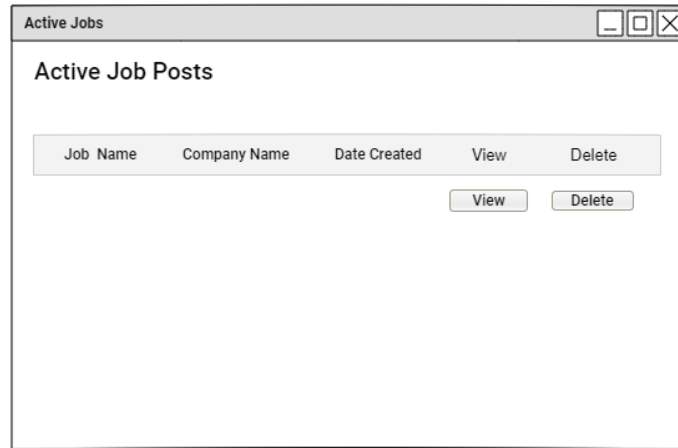 Active Jobs
Active Job Posts
Job Name Company Name Date Created View Delete
View Delete